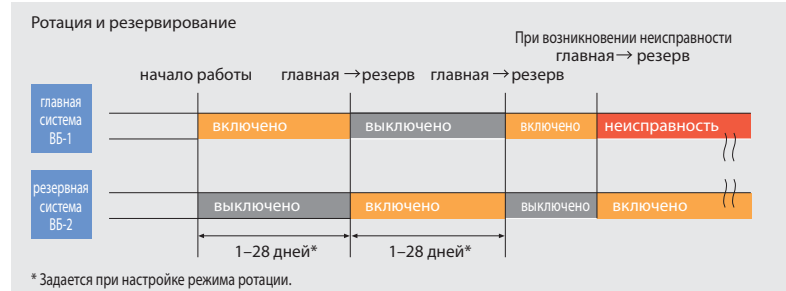 Ротация и резервирование
При возникновении неисправности
главная → резерв
начало работы
главная → резерв
главная → резерв
главная
система
ВБ-1
включено
выключено
включено
неисправность
резервная
система
ВБ-2
выключено
включено
выключено
включено
1–28 дней*
1–28 дней*
* Задается при настройке режима ротации.